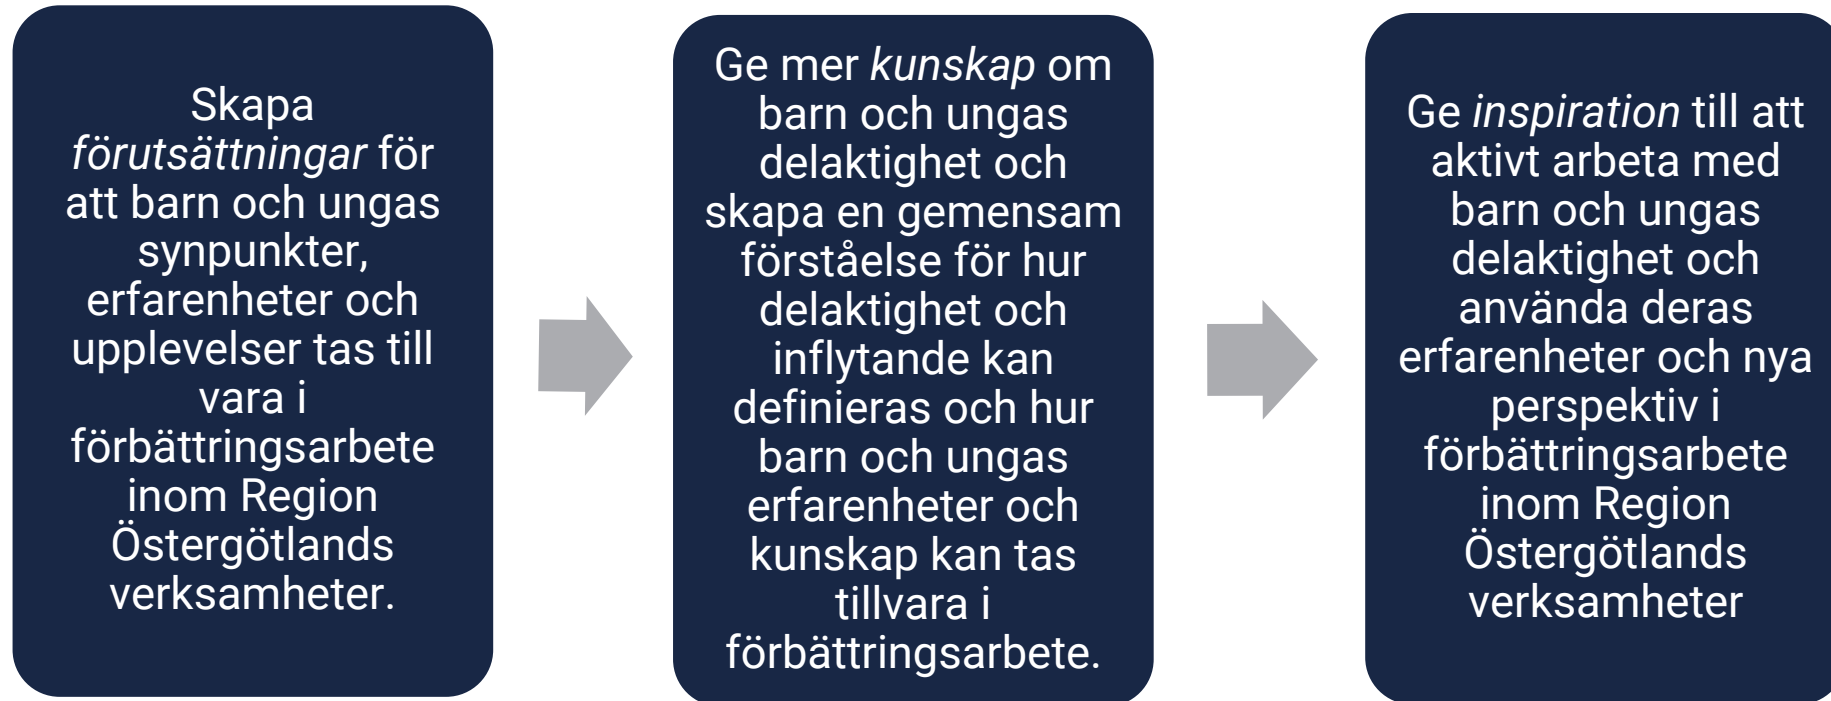 Skapa
förutsättningar för
att barn och ungas
synpunkter,
erfarenheter och
upplevelser tas till
vara i
förbättringsarbete
inom Region
Östergötlands
verksamheter.
Ge mer kunskap om
barn och ungas
delaktighet och
skapa en gemensam
förståelse för hur
delaktighet och
inflytande kan
definieras och hur
barn och ungas
erfarenheter och
kunskap kan tas
tillvara i
förbättringsarbete.
Ge inspiration till att
aktivt arbeta med
barn och ungas
delaktighet och
använda deras
erfarenheter och nya
perspektiv i
förbättringsarbete
inom Region
Östergötlands
verksamheter